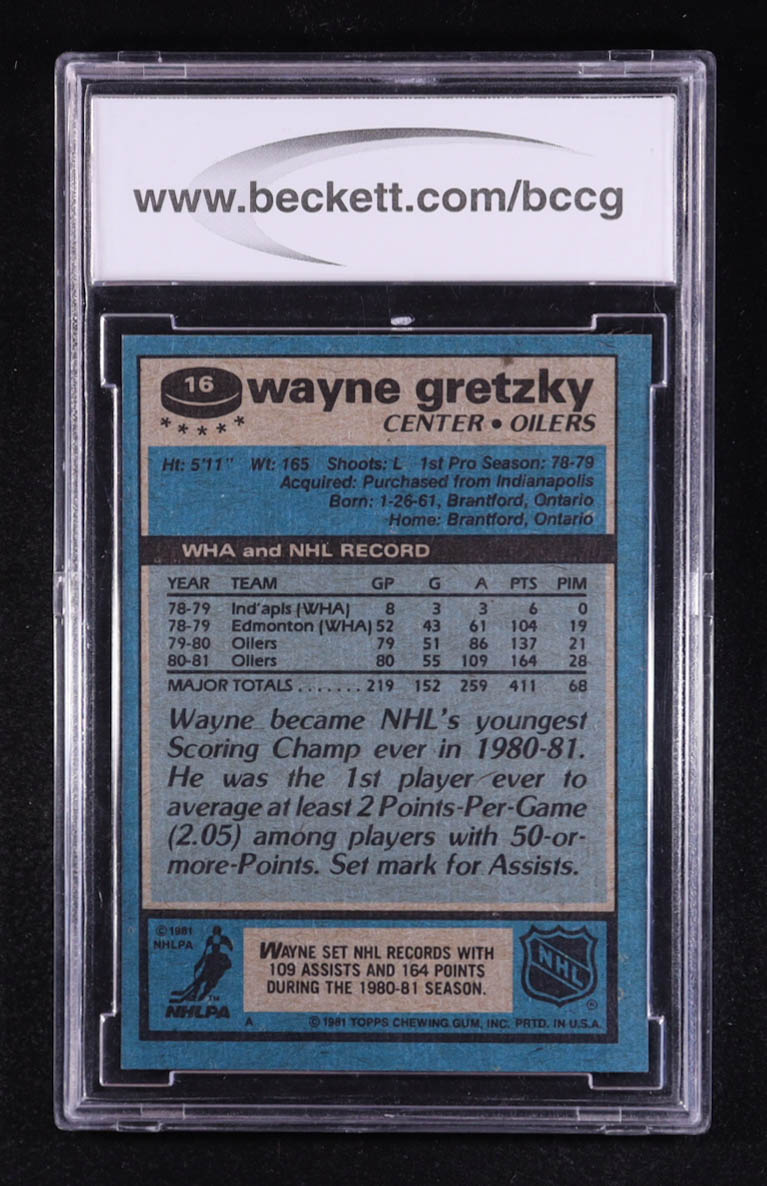 www.beckett.com/bccg
16 wayne gretzky
★ ★ ★ ★ ★ CENTER • OILERS
Ht: 5'11" Wt: 165 Shoots: L 1st Pro Season: 78-79
Acquired: Purchased from Indianapolis
Born: 1-26-61, Brantford, Ontario
Home: Brantford, Ontario
WHA and NHL RECORD
YEAR TEAM GP G A PTS PIM
78-79 Ind'apls (WHA) 8 3 3 6 0
78-79 Edmonton (WHA) 52 43 61 104 19
79-80 Oilers 79 51 86 137 21
80-81 Oilers 80 55 109 164 28
MAJOR TOTALS ....... 219 152 259 411 68
Wayne became NHL's youngest
Scoring Champ ever in 1980-81.
He was the 1st player ever to
average at least 2 Points-Per-Game
(2.05) among players with 50-or-
more-Points. Set mark for Assists.
© 1981
NHLPA
TM
NHLPA
WAYNE SET NHL RECORDS WITH
109 ASSISTS AND 164 POINTS
DURING THE 1980-81 SEASON.
NHL
®
A © 1981 TOPPS CHEWING GUM, INC. PRTD. IN U.S.A.